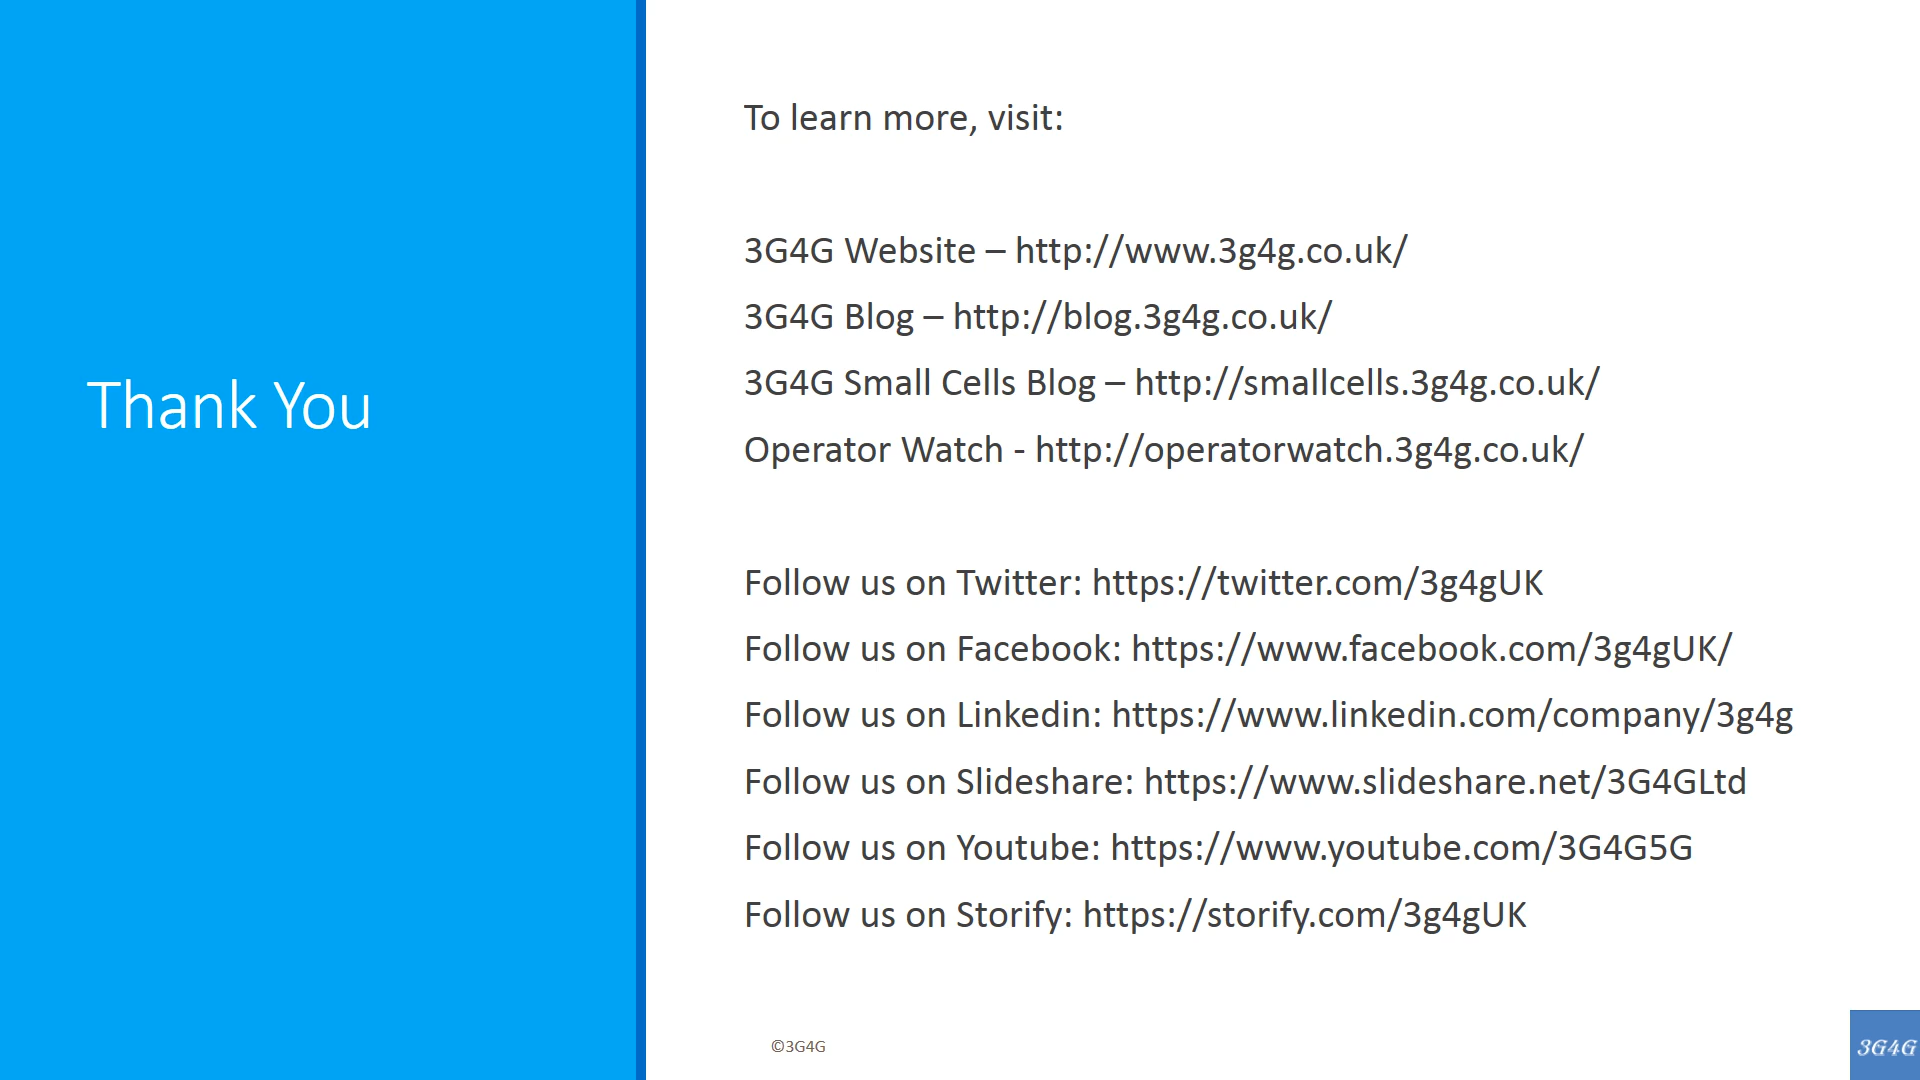 Thank You
To learn more, visit:
3G4G Website – http://www.3g4g.co.uk/
3G4G Blog – http://blog.3g4g.co.uk/
3G4G Small Cells Blog – http://smallcells.3g4g.co.uk/
Operator Watch - http://operatorwatch.3g4g.co.uk/
Follow us on Twitter: https://twitter.com/3g4gUK
Follow us on Facebook: https://www.facebook.com/3g4gUK/
Follow us on Linkedin: https://www.linkedin.com/company/3g4g
Follow us on Slideshare: https://www.slideshare.net/3G4GLtd
Follow us on Youtube: https://www.youtube.com/3G4G5G
Follow us on Storify: https://storify.com/3g4gUK
©3G4G
3G4G